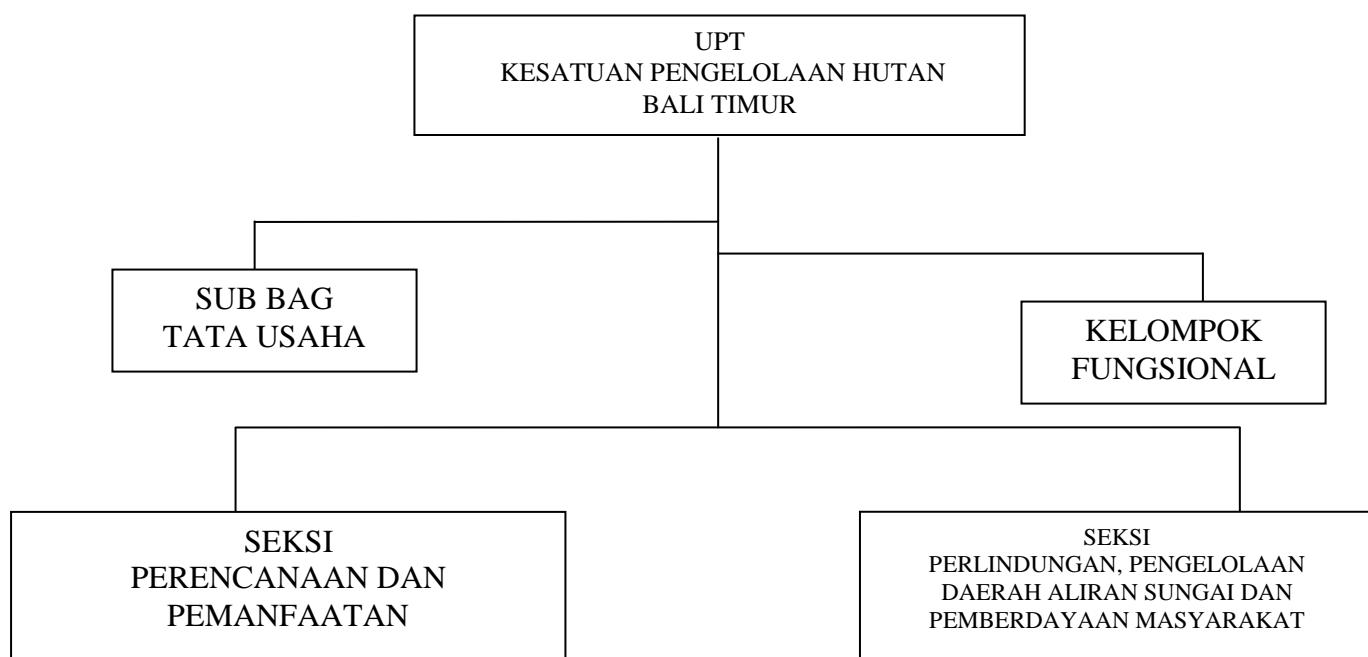 UPT
KESATUAN PENGELOLAAN HUTAN
BALI TIMUR
SUB BAG
TATA USAHA
KELOMPOK
FUNGSIONAL
SEKSI
PERENCANAAN DAN
PEMANFAATAN
SEKSI
PERLINDUNGAN, PENGELOLAAN
DAERAH ALIRAN SUNGAI DAN
PEMBERDAYAAN MASYARAKAT